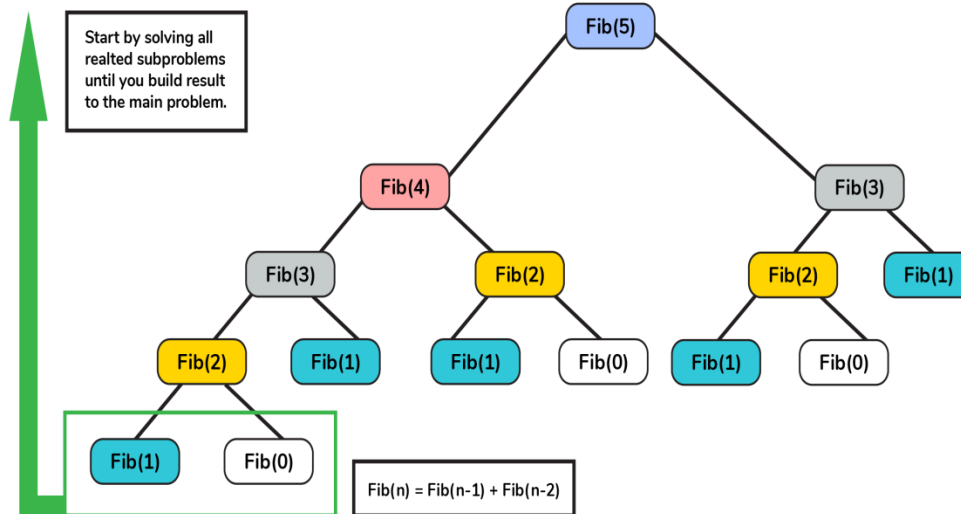 Start by solving all
realted subproblems
until you build result
to the main problem.
Fib(5)
Fib(4)
Fib(3)
Fib(3)
Fib(2)
Fib(2)
Fib(1)
Fib(2)
Fib(1)
Fib(1)
Fib(0)
Fib(1)
Fib(0)
Fib(1)
Fib(0)
Fib(n) = Fib(n-1) + Fib(n-2)